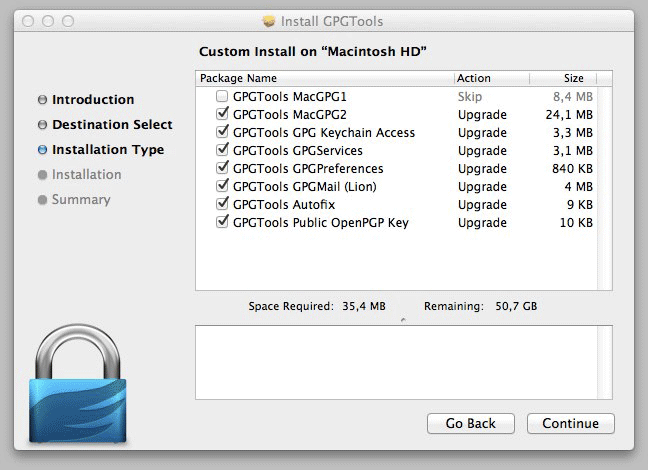 Install GPGTools
Custom Install on “Macintosh HD”
Introduction
Destination Select
Installation Type
Installation
Summary
Package Name Action Size
GPGTools MacGPG1 Skip 8,4 MB
GPGTools MacGPG2 Upgrade 24,1 MB
GPGTools GPG Keychain Access Upgrade 3,3 MB
GPGTools GPGServices Upgrade 3,1 MB
GPGTools GPGPreferences Upgrade 840 KB
GPGTools GPGMail (Lion) Upgrade 4 MB
GPGTools Autofix Upgrade 9 KB
GPGTools Public OpenPGP Key Upgrade 10 KB
Space Required: 35,4 MB Remaining: 50,7 GB
Go Back Continue